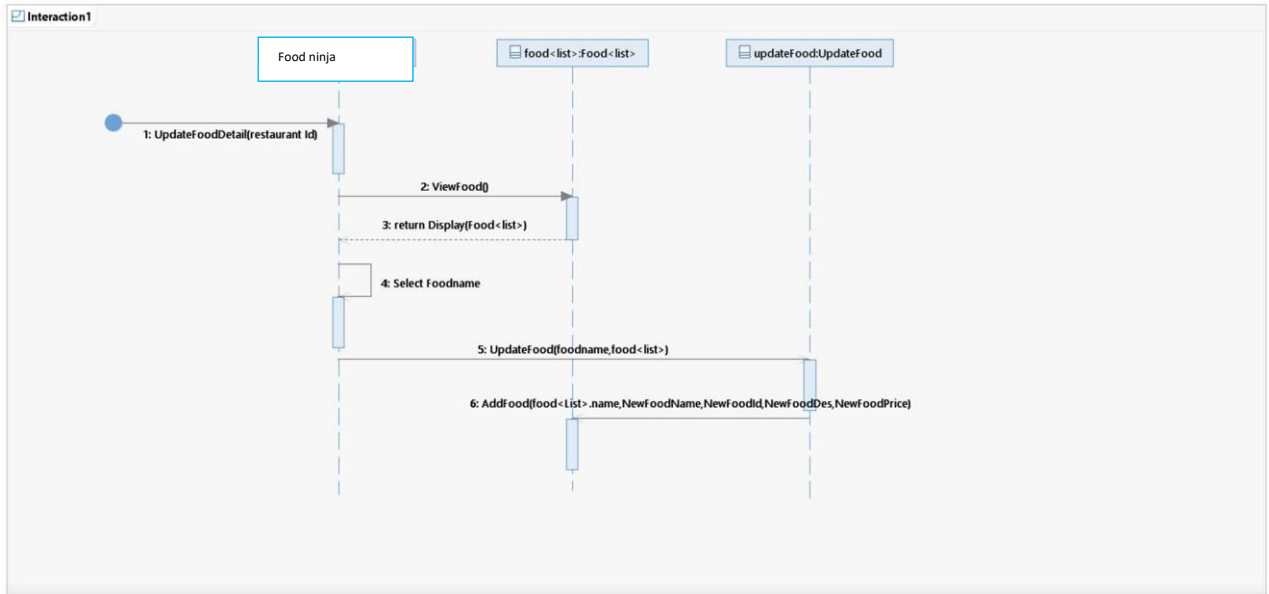 Interaction1
Food ninja
food<list>:Food<list>
updateFood:UpdateFood
1: UpdateFoodDetail(restaurant Id)
2: ViewFood()
3: return Display(Food<list>)
4: Select Foodname
5: UpdateFood(foodname,food<list>)
6: AddFood(food<List>.name,NewFoodName,NewFoodId,NewFoodDes,NewFoodPrice)